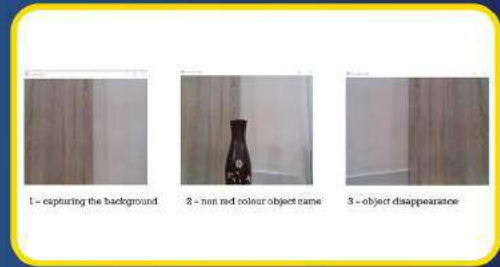 1 – capturing the background
2 – non red colour object came
3 – object disappearance